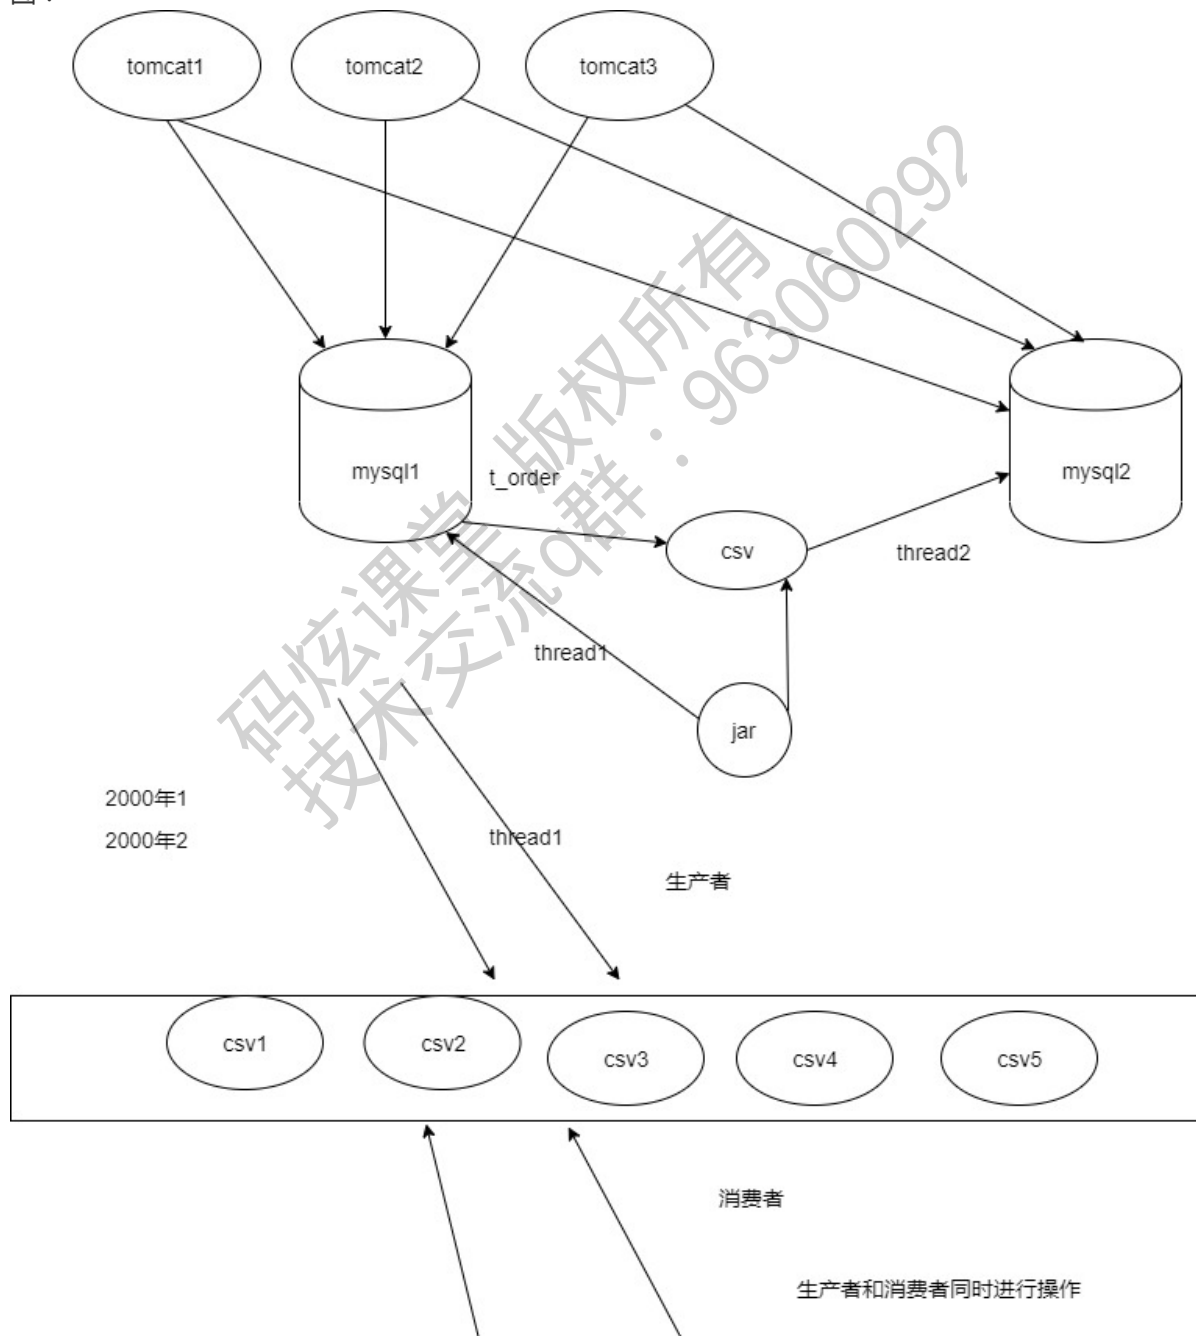 tomcat1
tomcat2
tomcat3
mysql1
t_order
mysql2
csv
thread2
thread1
jar
2000年1
2000年2
thread1
生产者
csv1
csv2
csv3
csv4
csv5
消费者
生产者和消费者同时进行操作
码炫课堂 版权所有
技术交流q群：96306029